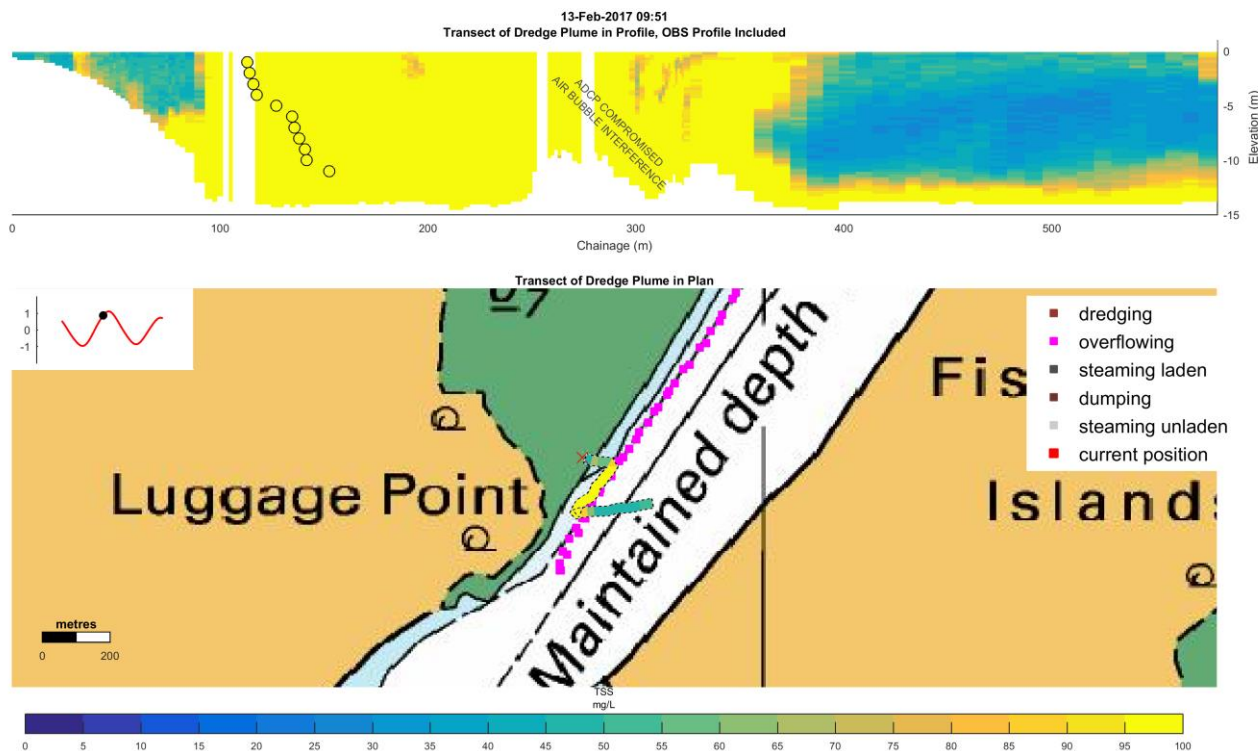 13-Feb-2017 09:51
Transect of Dredge Plume in Profile, OBS Profile Included
0
-5
-10
-15
Elevation (m)
ADCP COMPROMISED
AIR BUBBLE INTERFERENCE
0 100 200 300 400 500
Chainage (m)
Transect of Dredge Plume in Plan
1
0
-1
dredging
overflowing
steaming laden
dumping
steaming unladen
current position
Fis
Luggage Point
Islands
Maintained depth
metres
0 200
TSS
mg/L
0 5 10 15 20 25 30 35 40 45 50 55 60 65 70 75 80 85 90 95 100